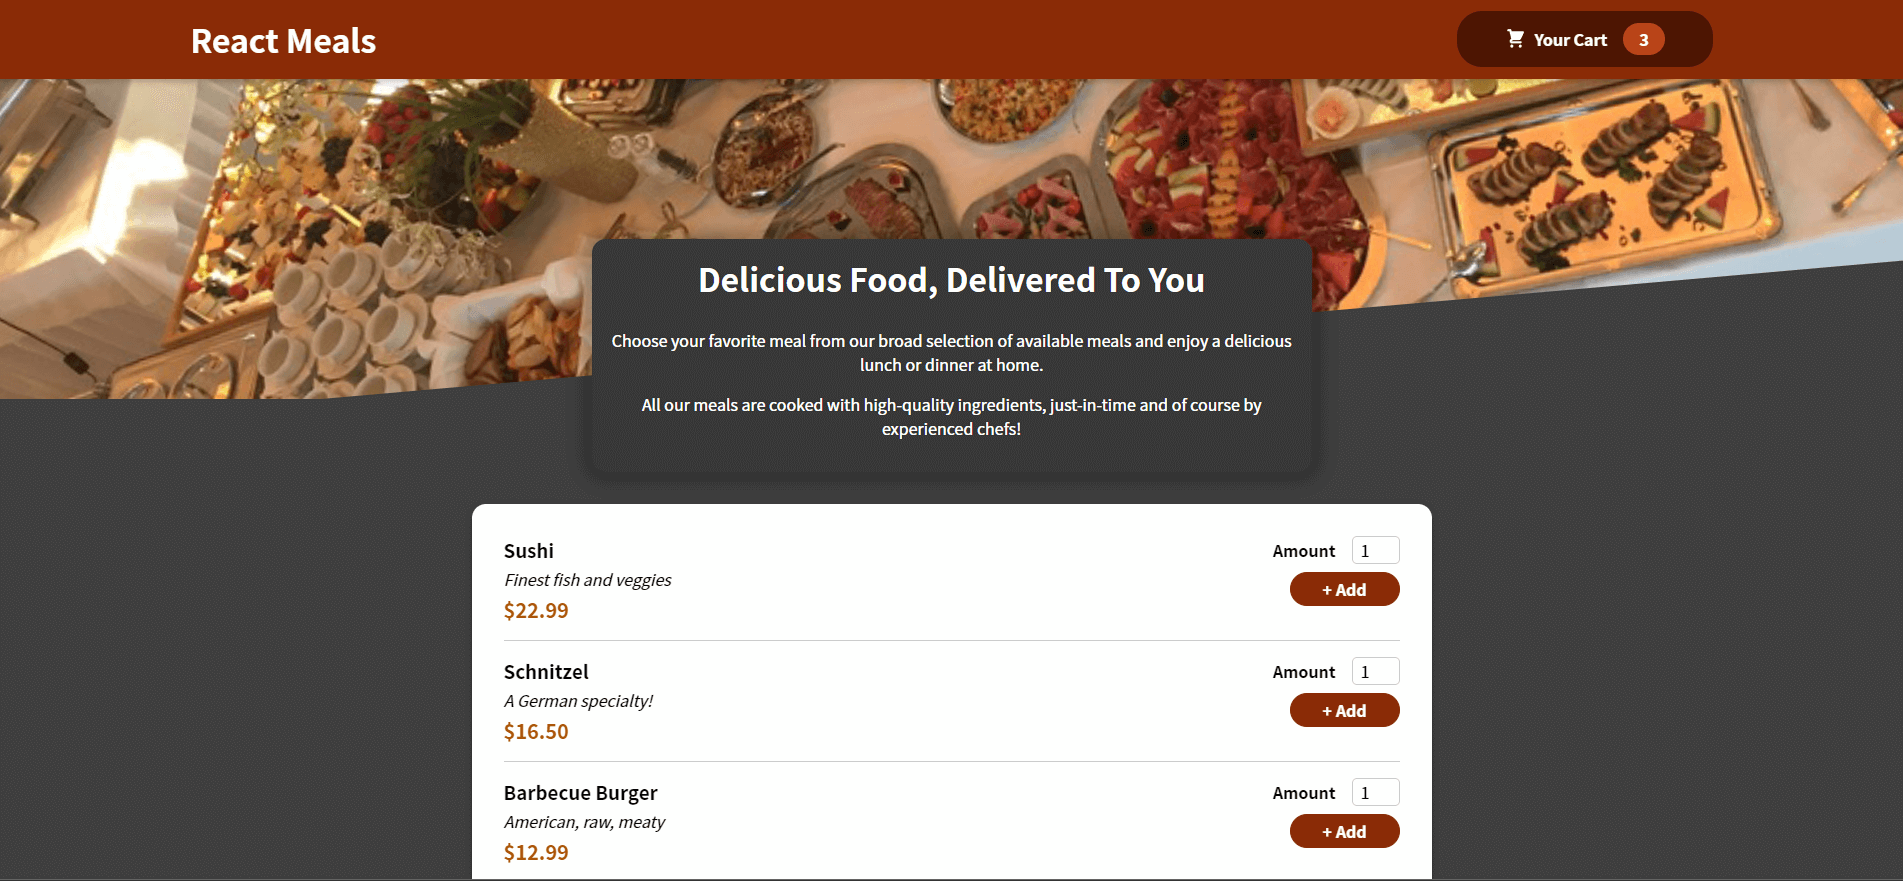 React Meals
Your Cart 3
Delicious Food, Delivered To You
Choose your favorite meal from our broad selection of available meals and enjoy a delicious
lunch or dinner at home.
All our meals are cooked with high-quality ingredients, just-in-time and of course by
experienced chefs!
Sushi
Finest fish and veggies
$22.99
Amount 1
+ Add
Schnitzel
A German specialty!
$16.50
Amount 1
+ Add
Barbecue Burger
American, raw, meaty
$12.99
Amount 1
+ Add